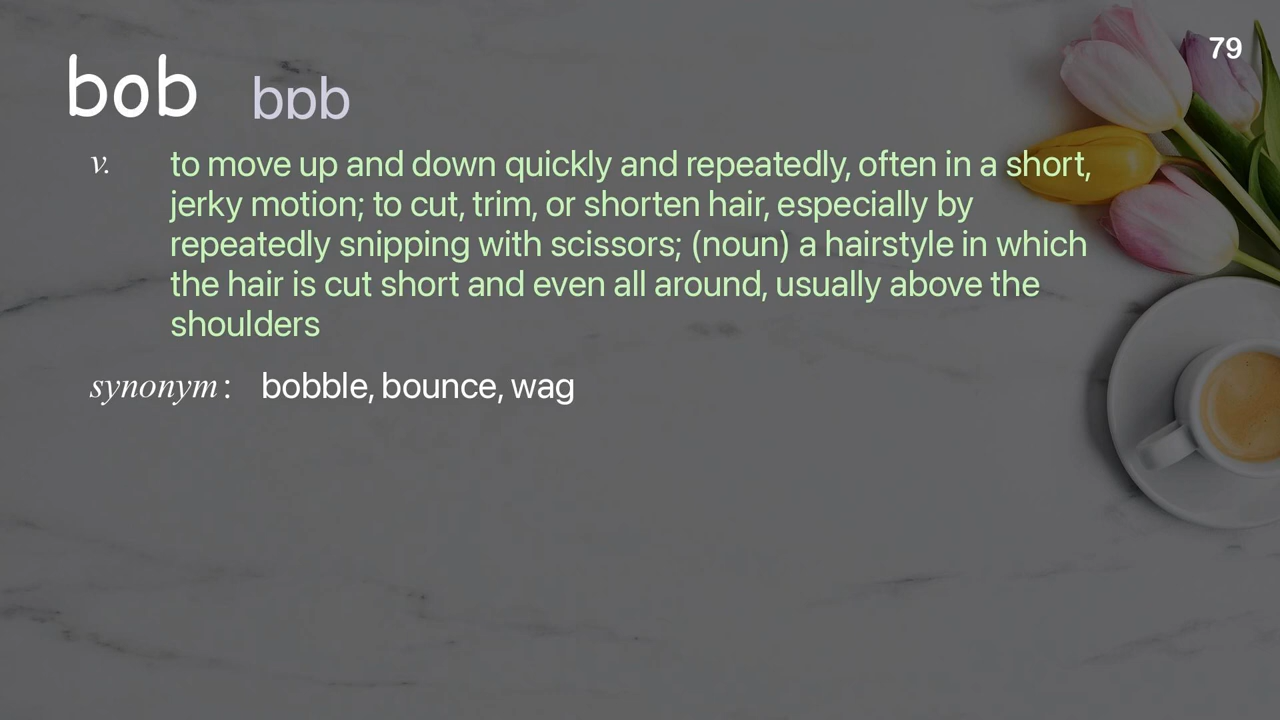 79
bob bɒb
v. to move up and down quickly and repeatedly, often in a short,
jerky motion; to cut, trim, or shorten hair, especially by
repeatedly snipping with scissors; (noun) a hairstyle in which
the hair is cut short and even all around, usually above the
shoulders
synonym: bobble, bounce, wag